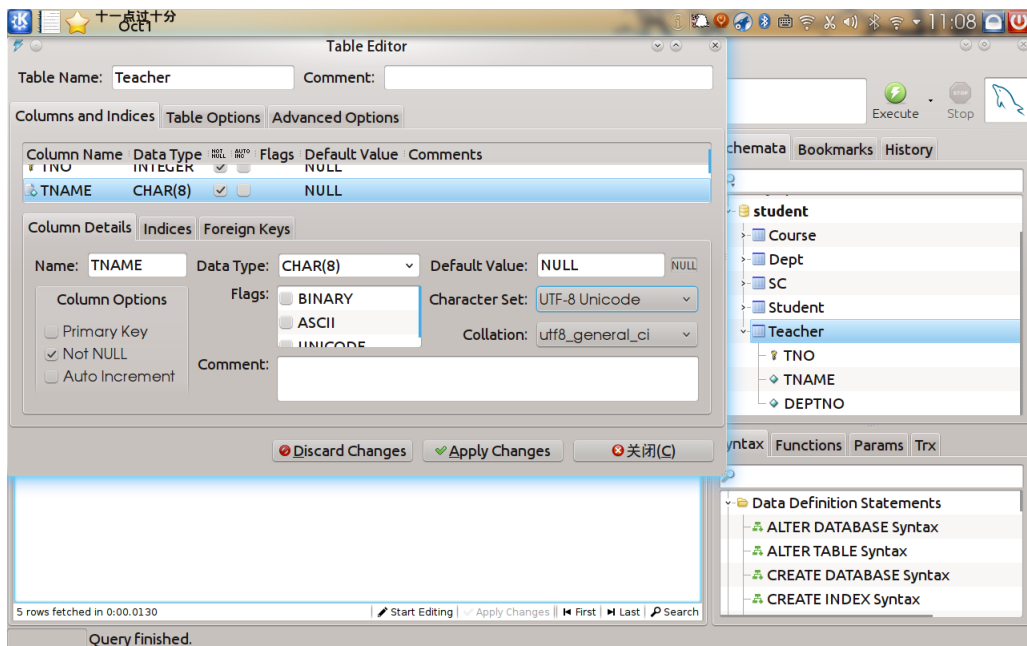 十一点过十分
Oct1
11:08
Table Editor
Table Name: Teacher Comment:
Columns and Indices Table Options Advanced Options
Column Name Data Type NOT NULL AUTO INC Flags Default Value Comments
TNO INTEGER NULL
TNAME CHAR(8) NULL
Column Details Indices Foreign Keys
Name: TNAME Data Type: CHAR(8) Default Value: NULL NULL
Column Options
Primary Key
Not NULL
Auto Increment
Flags: BINARY
ASCII
UNICODE
Character Set: UTF-8 Unicode
Collation: utf8_general_ci
Comment:
Discard Changes Apply Changes 关闭(C)
Execute Stop
chemata Bookmarks History
student
Course
Dept
SC
Student
Teacher
TNO
TNAME
DEPTNO
yntax Functions Params Trx
Data Definition Statements
ALTER DATABASE Syntax
ALTER TABLE Syntax
CREATE DATABASE Syntax
CREATE INDEX Syntax
5 rows fetched in 0:00.0130 Start Editing Apply Changes First Last Search
Query finished.